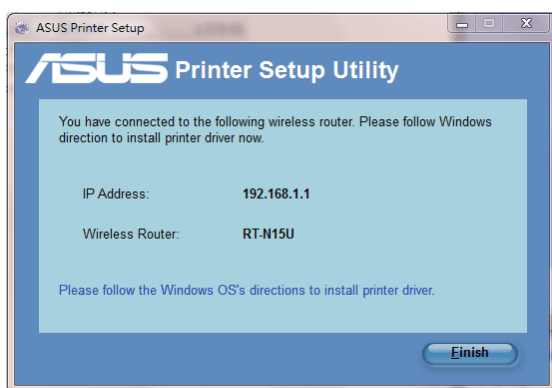 ASUS Printer Setup
ASUS Printer Setup Utility
You have connected to the following wireless router. Please follow Windows
direction to install printer driver now.
IP Address: 192.168.1.1
Wireless Router: RT-N15U
Please follow the Windows OS's directions to install printer driver.
Finish